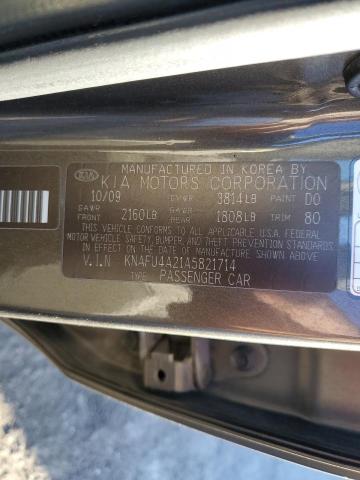 MANUFACTURED IN KOREA BY
KIA KIA MOTORS CORPORATION
10/09 GVWR 3814LB PAINT D0
GAWR FRONT 2160LB GAWR REAR 1808LB TRIM 80
THIS VEHICLE CONFORMS TO ALL APPLICABLE U.S.A. FEDERAL
MOTOR VEHICLE SAFETY, BUMPER, AND THEFT PREVENTION STANDARDS
IN EFFECT ON THE DATE OF MANUFACTURE SHOWN ABOVE.
V.I.N KNAFU4A21A5821714
PASSENGER CAR